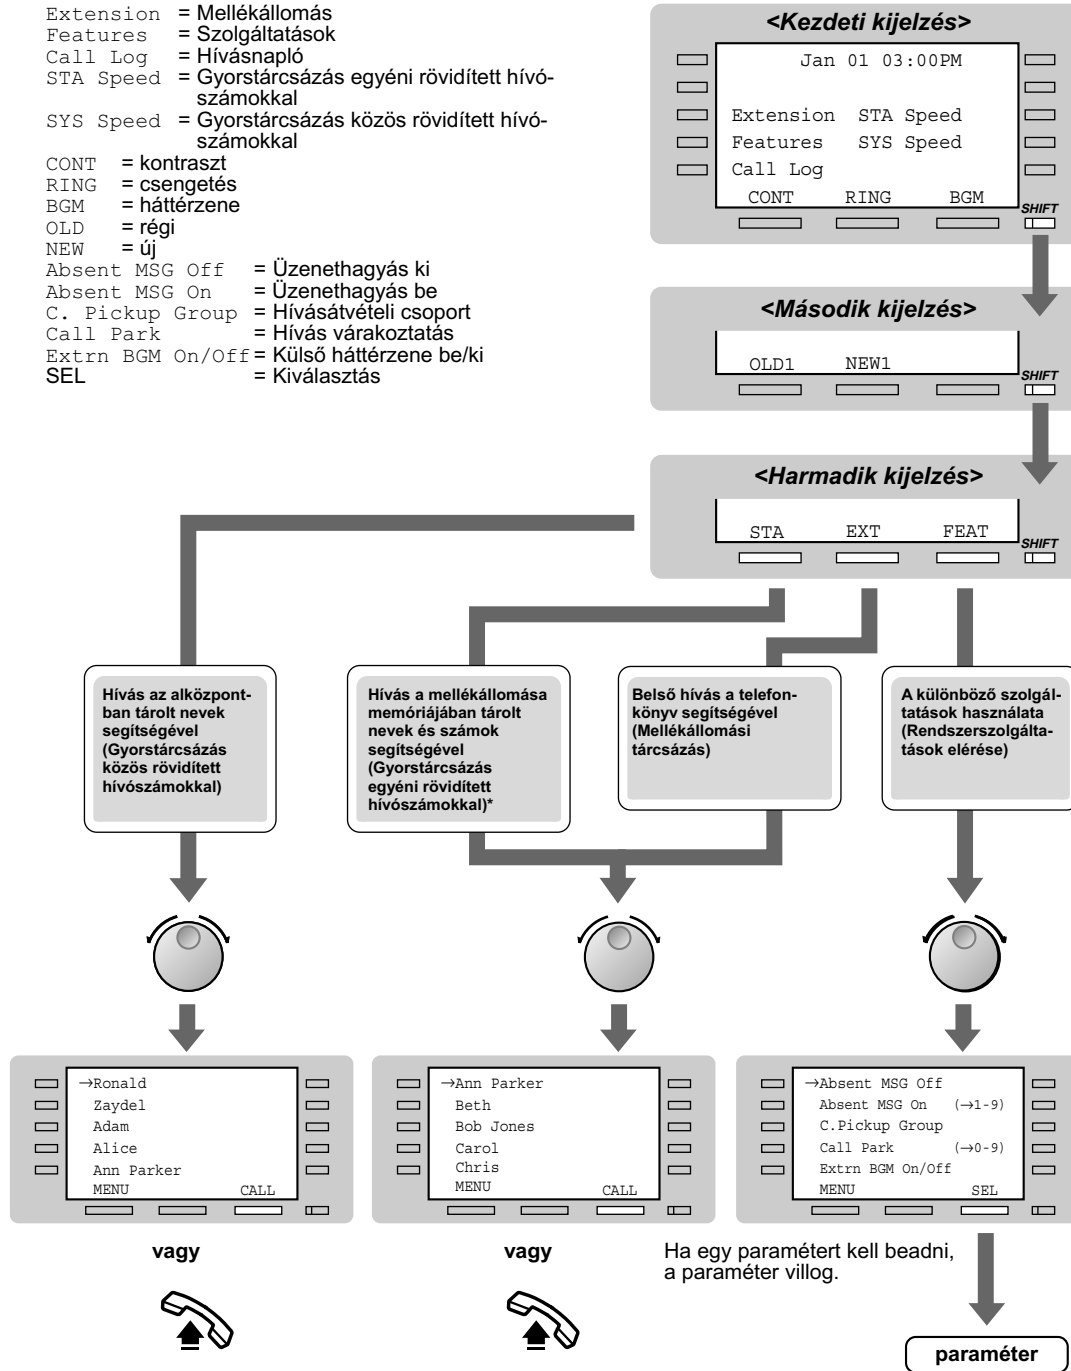 Extension = Mellékállomás
Features = Szolgáltatások
Call Log = Hívásnapló
STA Speed = Gyorstárcsázás egyéni rövidített hívó-
számokkal
SYS Speed = Gyorstárcsázás közös rövidített hívó-
számokkal
CONT = kontraszt
RING = csengetés
BGM = háttérzene
OLD = régi
NEW = új
Absent MSG Off = Üzenethagyás ki
Absent MSG On = Üzenethagyás be
C. Pickup Group = Hívásátvételi csoport
Call Park = Hívás várakoztatás
Extrn BGM On/Off = Külső háttérzene be/ki
SEL = Kiválasztás
<Kezdeti kijelzés>
Jan 01 03:00PM
Extension STA Speed
Features SYS Speed
Call Log
CONT RING BGM
SHIFT
<Második kijelzés>
OLD1 NEW1
SHIFT
<Harmadik kijelzés>
STA EXT FEAT
SHIFT
Hívás az alközpont-
ban tárolt nevek
segítségével
(Gyorstárcsázás
közös rövidített
hívószámokkal)
Hívás a mellékállomása
memóriájában tárolt
nevek és számok
segítségével
(Gyorstárcsázás
egyéni rövidített
hívószámokkal)*
Belső hívás a telefon-
könyv segítségével
(Mellékállomási
tárcsázás)
A különböző szolgál-
tatások használata
(Rendszerszolgálta-
tások elérése)
→Ronald
Zaydel
Adam
Alice
Ann Parker
MENU CALL
→Ann Parker
Beth
Bob Jones
Carol
Chris
MENU CALL
→Absent MSG Off
Absent MSG On (→1-9)
C.Pickup Group
Call Park (→0-9)
Extrn BGM On/Off
MENU SEL
vagy
vagy
Ha egy paramétert kell beadni,
a paraméter villog.
paraméter